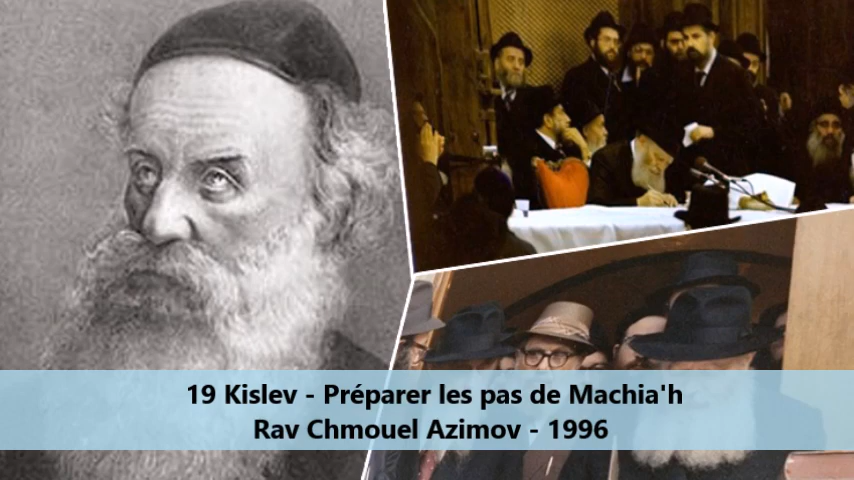 19 Kislev - Préparer les pas de Machia'h
Rav Chmouel Azimov - 1996